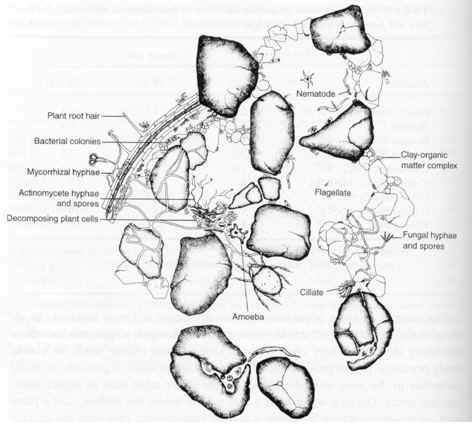 Nematode
Plant root hair
Bacterial colonies
Mycorrhizal hyphae
Actinomycete hyphae
and spores
Decomposing plant cells
Clay-organic
matter complex
Flagellate
Fungal hyphae
and spores
Ciliate
Amoeba